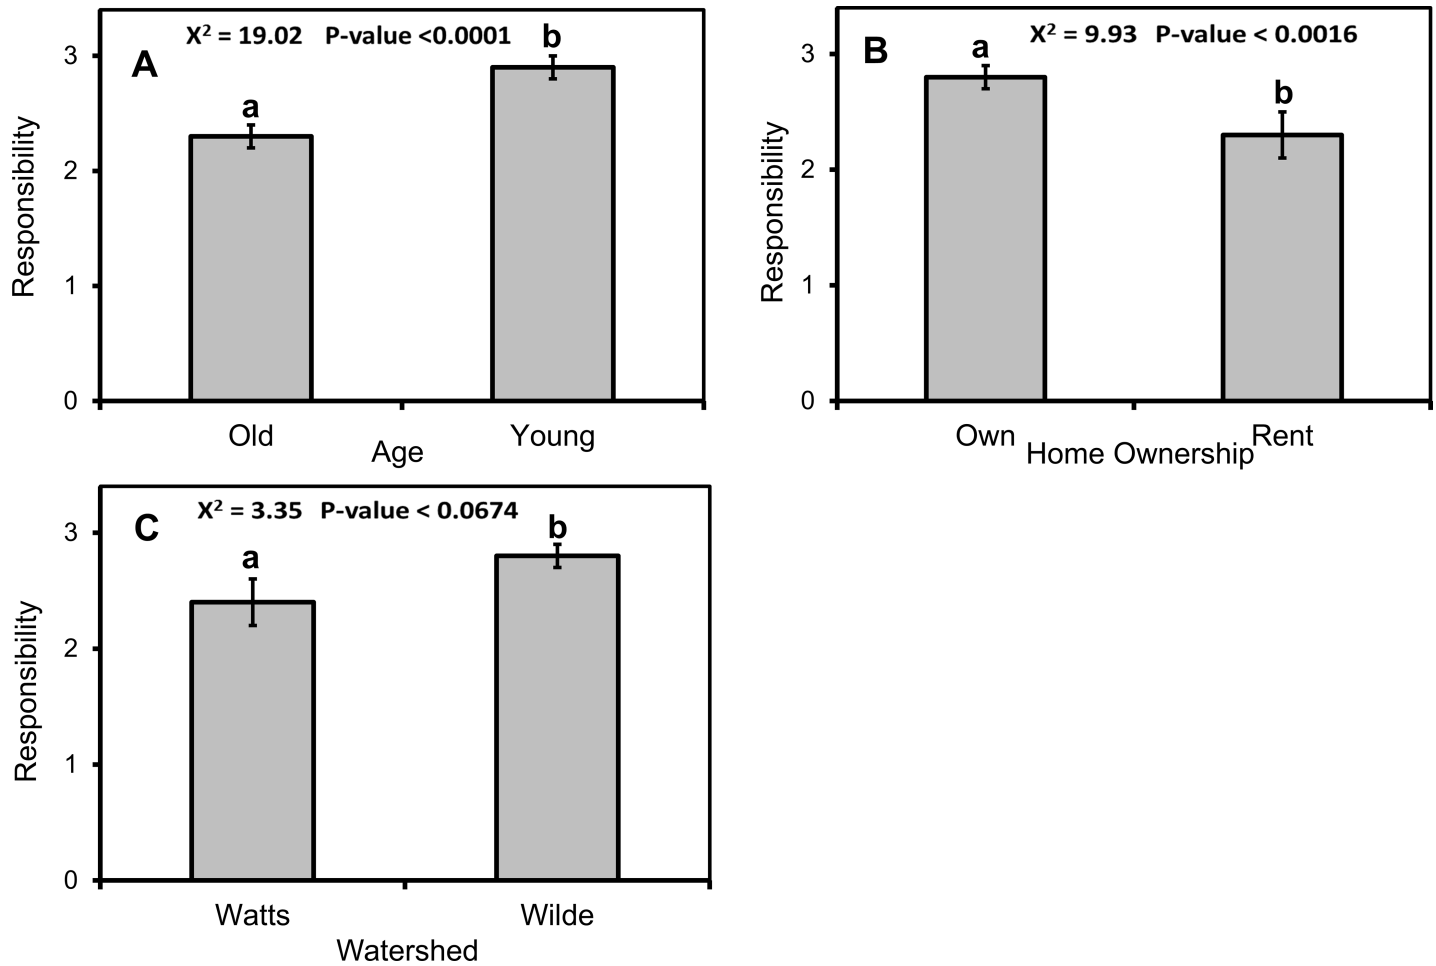 X² = 19.02 P-value <0.0001
A
a
b
3
2
1
0
Responsibility
Old
Young
Age
X² = 9.93 P-value < 0.0016
B
a
b
3
2
1
0
Responsibility
Own
Rent
Home Ownership
X² = 3.35 P-value < 0.0674
C
a
b
3
2
1
0
Responsibility
Watts
Wilde
Watershed